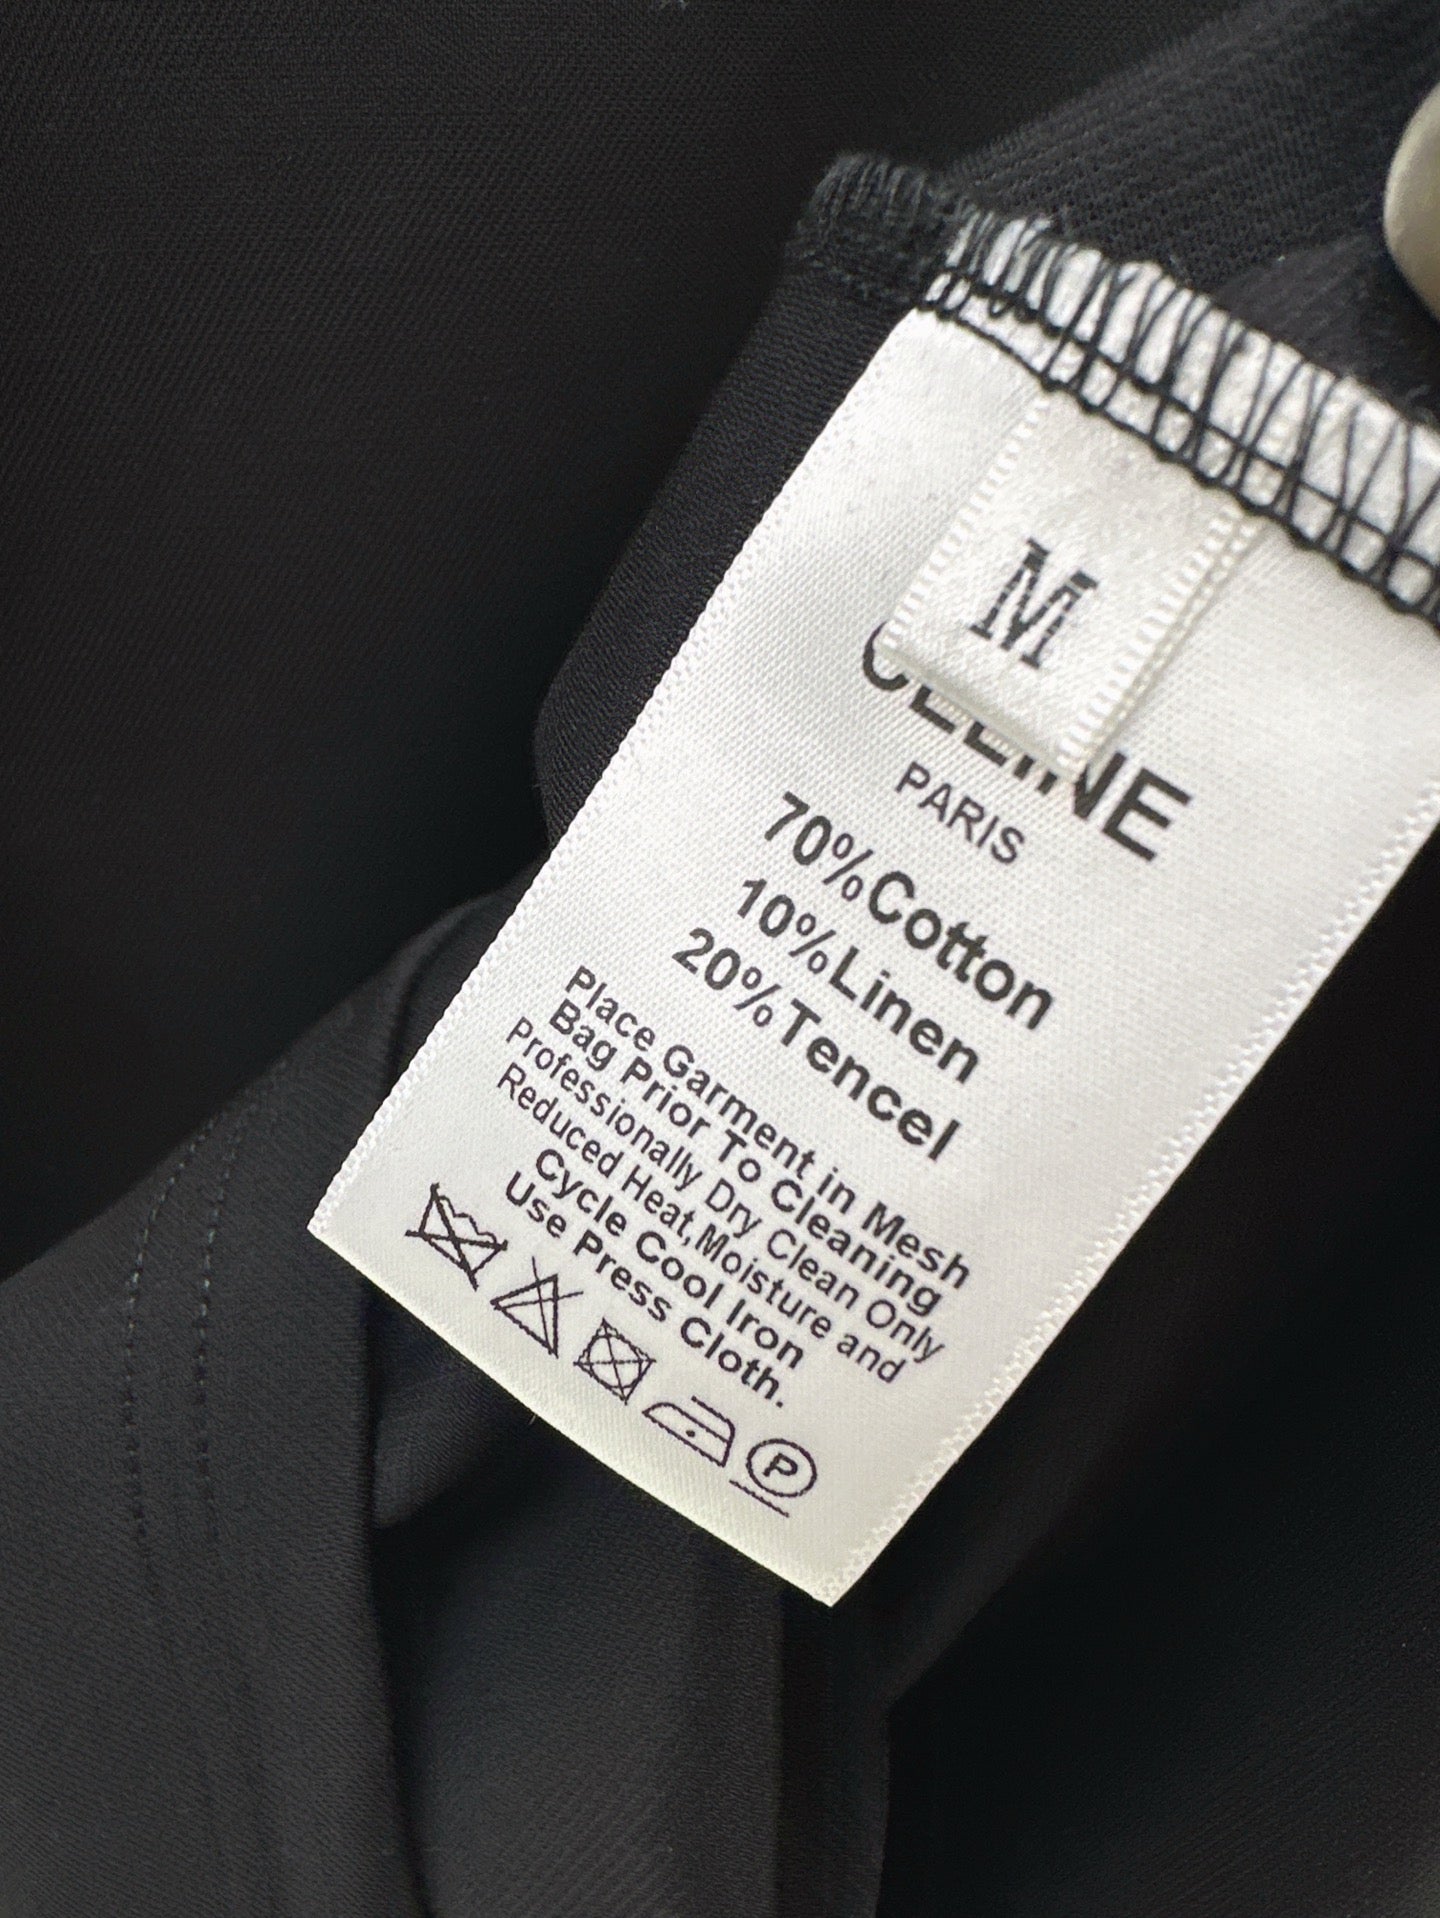 M
CELINE
PARIS
70%Cotton
10%Linen
20%Tencel
Place Garment in Mesh
Bag Prior To Cleaning
Professionally Dry Clean Only
Reduced Heat,Moisture and
Cycle Cool Iron
Use Press Cloth.
P